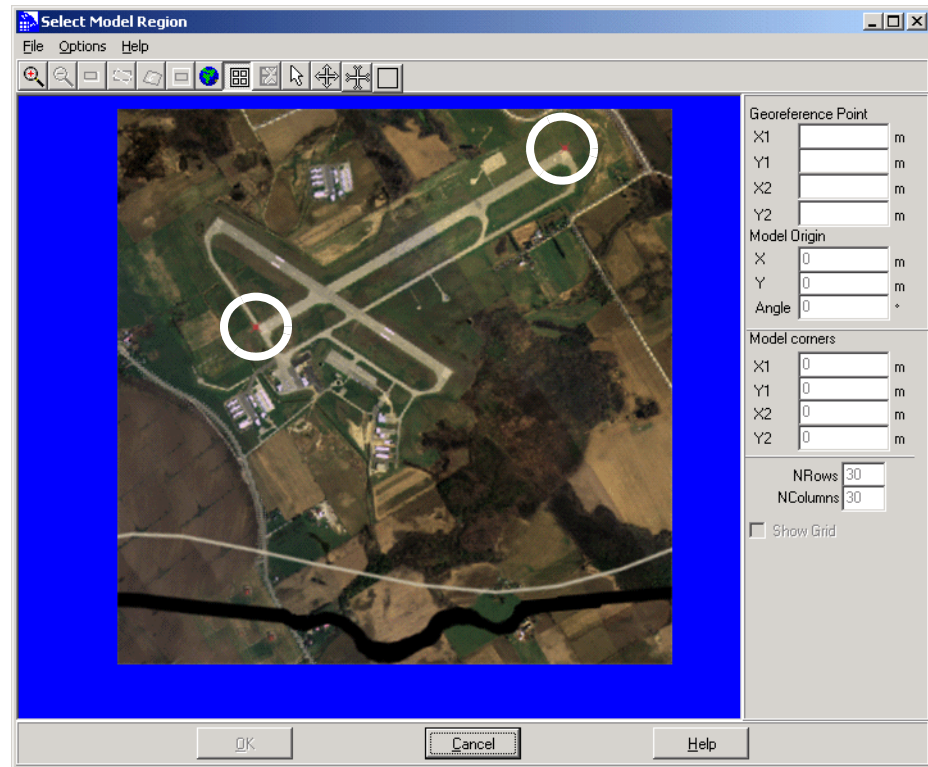 Select Model Region
File Options Help
Georeference Point
X1 m
Y1 m
X2 m
Y2 m
Model Origin
X 0 m
Y 0 m
Angle 0 °
Model corners
X1 0 m
Y1 0 m
X2 0 m
Y2 0 m
NRows 30
NColumns 30
Show Grid
OK Cancel Help